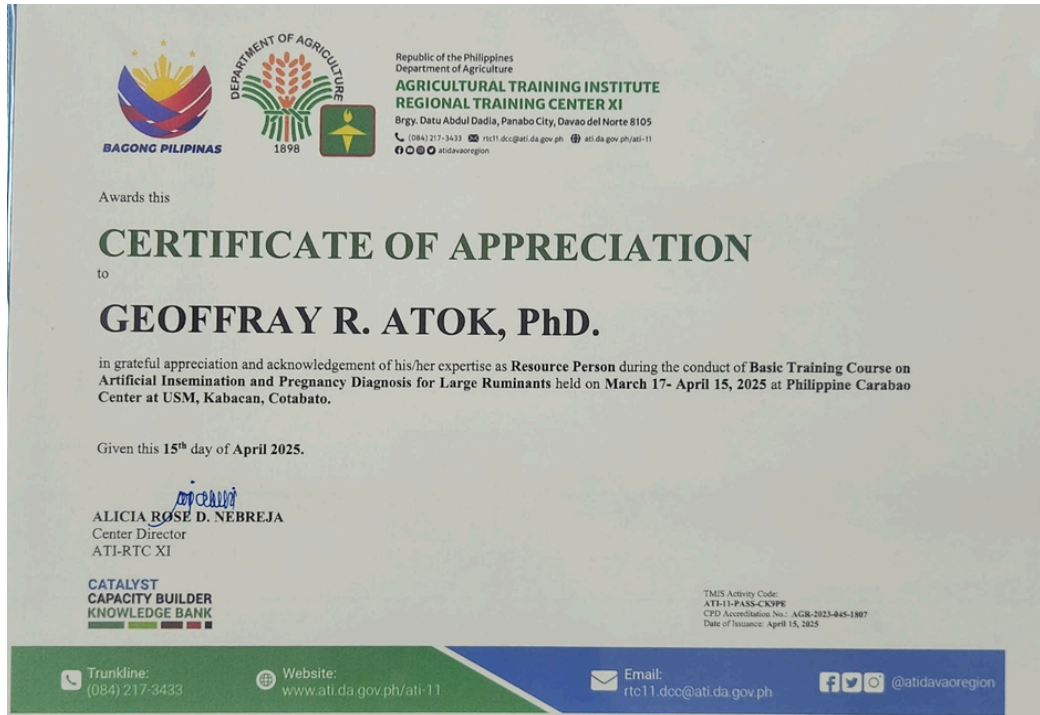 DEPARTMENT OF AGRICULTURE
1898
BAGONG PILIPINAS
Republic of the Philippines
Department of Agriculture
AGRICULTURAL TRAINING INSTITUTE
REGIONAL TRAINING CENTER XI
Brgy. Datu Abdul Dadia, Panabo City, Davao del Norte 8105
(084) 217-3433 rtc11.dcc@ati.da.gov.ph ati.da.gov.ph/ati-11
atidavaoregion
Awards this
CERTIFICATE OF APPRECIATION
to
GEOFFRAY R. ATOK, PhD.
in grateful appreciation and acknowledgement of his/her expertise as Resource Person during the conduct of Basic Training Course on
Artificial Insemination and Pregnancy Diagnosis for Large Ruminants held on March 17- April 15, 2025 at Philippine Carabao
Center at USM, Kabacan, Cotabato.
Given this 15th day of April 2025.
ALICIA ROSE D. NEBREJA
Center Director
ATI-RTC XI
CATALYST
CAPACITY BUILDER
KNOWLEDGE BANK
TMIS Activity Code:
ATI-11-PASS-CK9PE
CPD Accreditation No.: AGR-2023-045-1807
Date of Issuance: April 15, 2025
Trunkline:
(084) 217-3433
Website:
www.ati.da.gov.ph/ati-11
Email:
rtc11.dcc@ati.da.gov.ph
@atidavaoregion